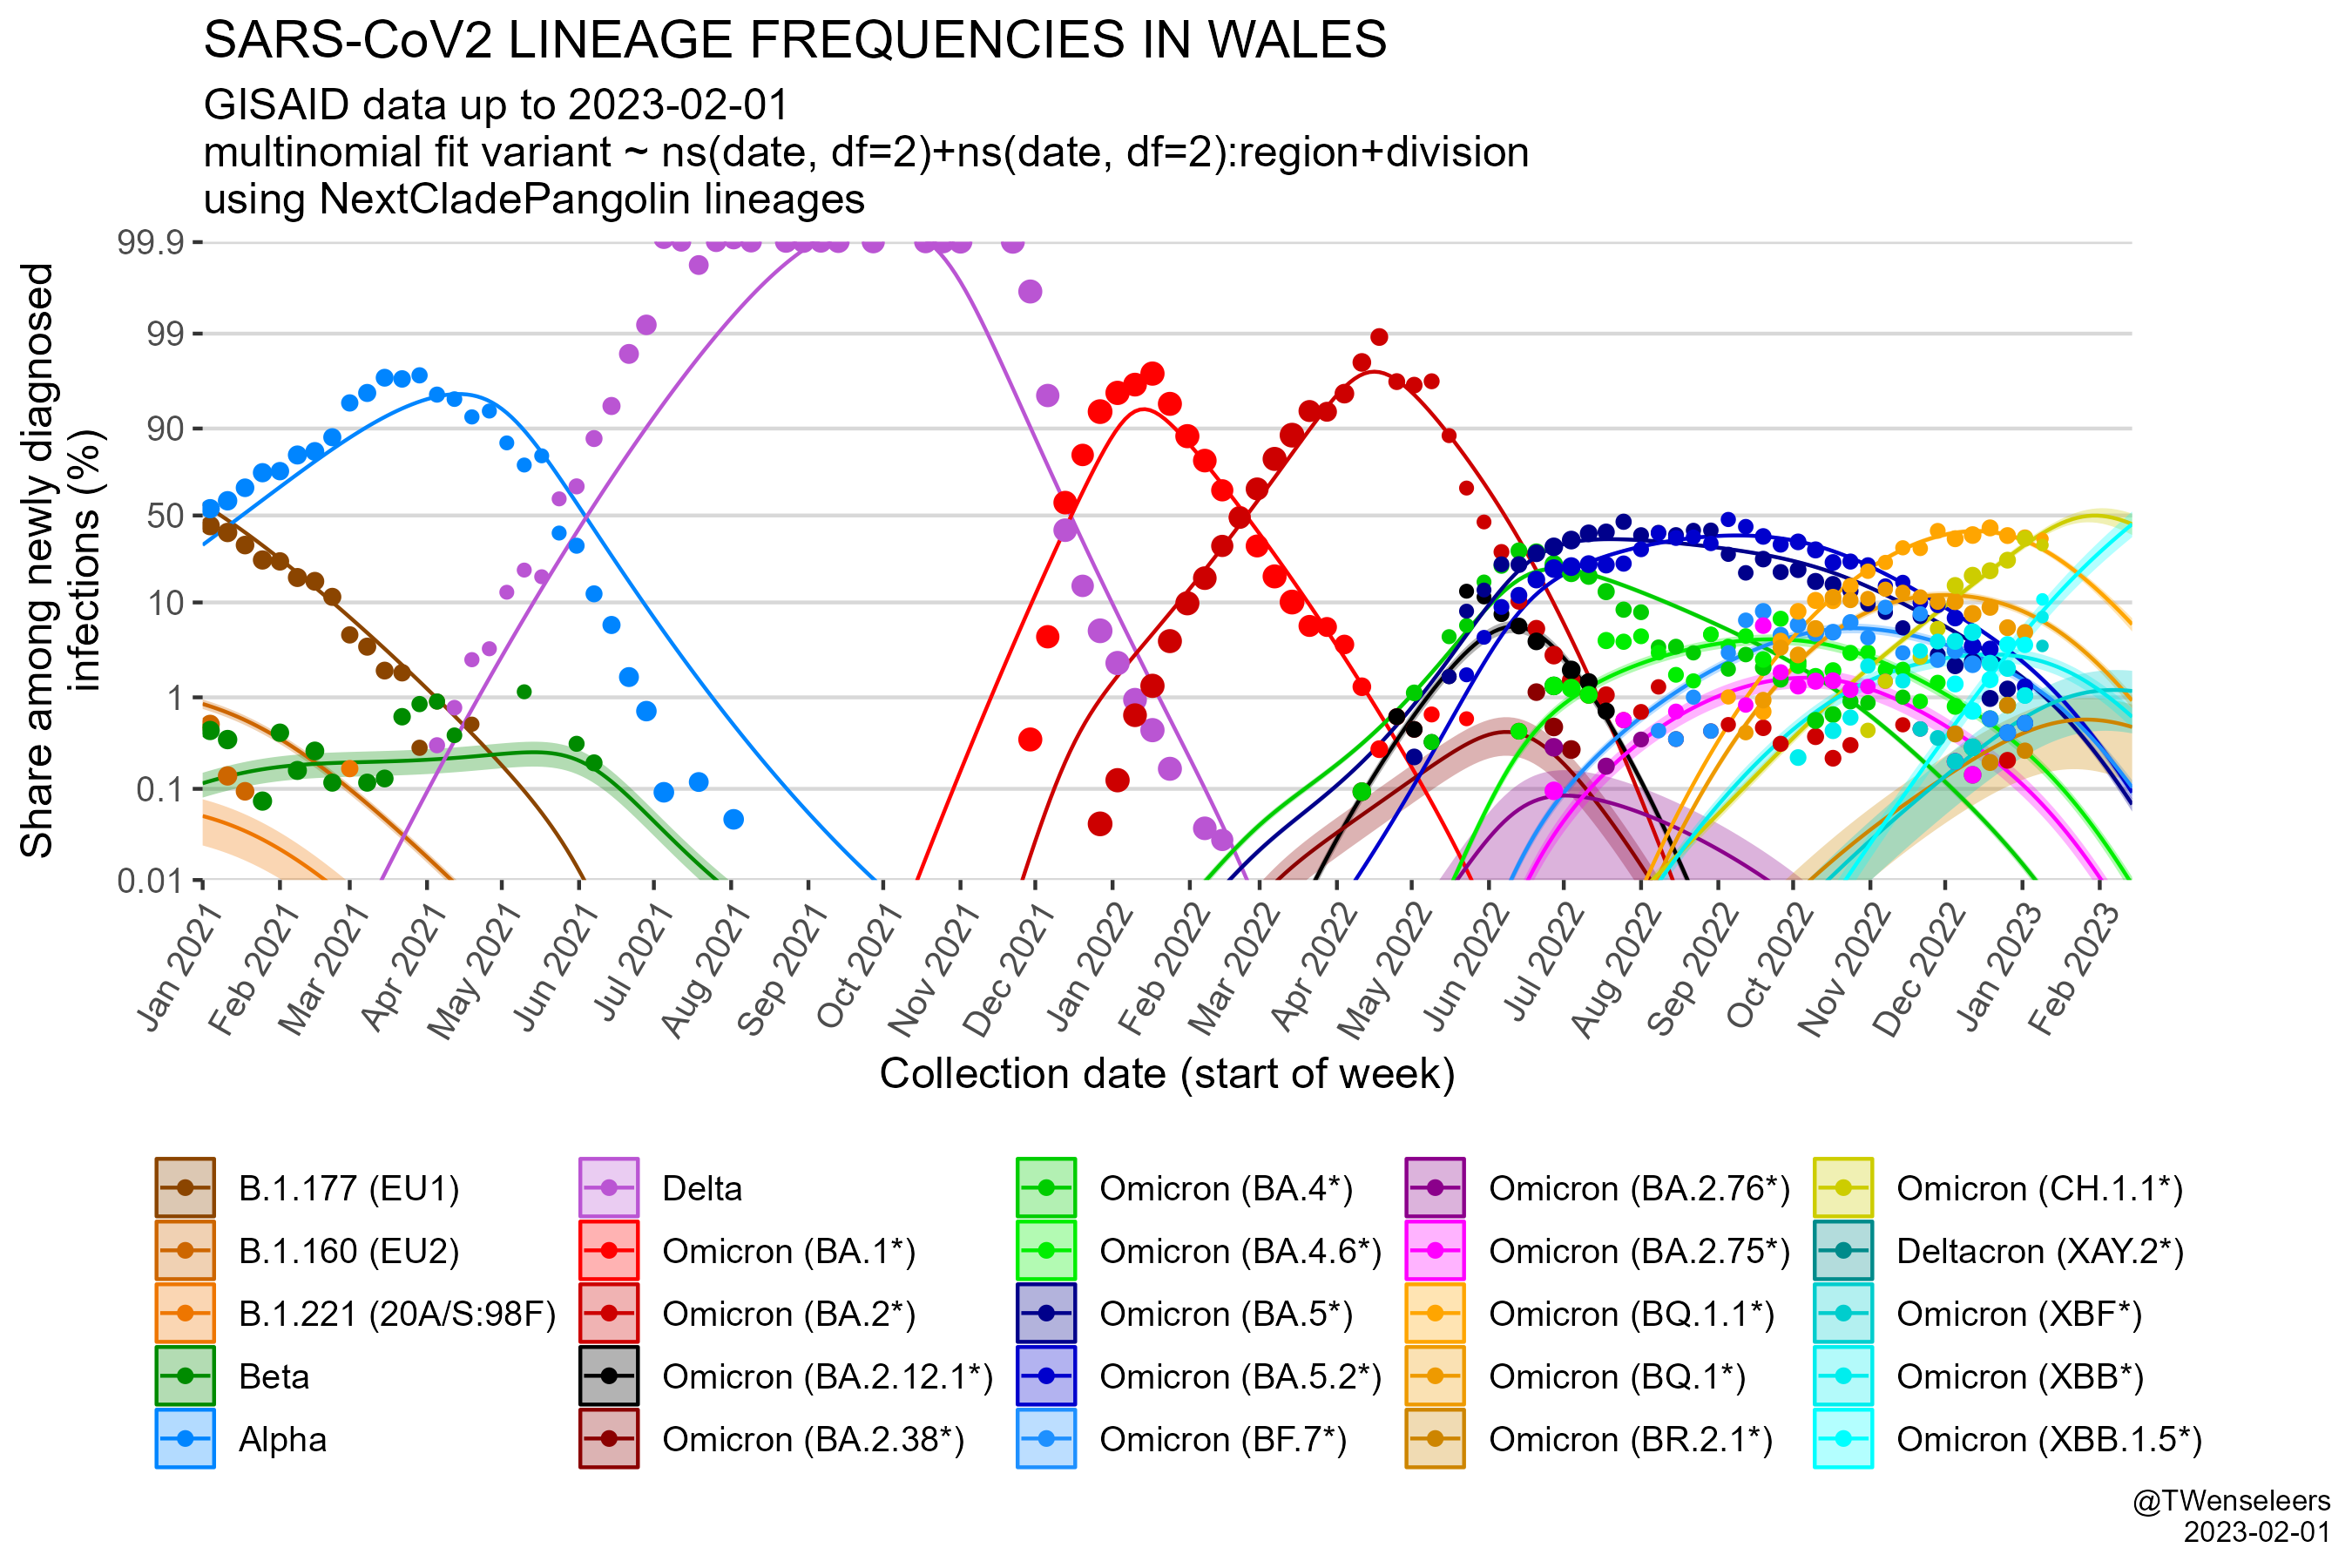 SARS-CoV2 LINEAGE FREQUENCIES IN WALES
GISAID data up to 2023-02-01
multinomial fit variant ~ ns(date, df=2)+ns(date, df=2):region+division
using NextCladePangolin lineages
Share among newly diagnosed
infections (%)
99.9
99
90
50
10
1
0.1
0.01
Jan 2021
Feb 2021
Mar 2021
Apr 2021
May 2021
Jun 2021
Jul 2021
Aug 2021
Sep 2021
Oct 2021
Nov 2021
Dec 2021
Jan 2022
Feb 2022
Mar 2022
Apr 2022
May 2022
Jun 2022
Jul 2022
Aug 2022
Sep 2022
Oct 2022
Nov 2022
Dec 2022
Jan 2023
Feb 2023
Collection date (start of week)
B.1.177 (EU1)
B.1.160 (EU2)
B.1.221 (20A/S:98F)
Beta
Alpha
Delta
Omicron (BA.1*)
Omicron (BA.2*)
Omicron (BA.2.12.1*)
Omicron (BA.2.38*)
Omicron (BA.4*)
Omicron (BA.4.6*)
Omicron (BA.5*)
Omicron (BA.5.2*)
Omicron (BF.7*)
Omicron (BA.2.76*)
Omicron (BA.2.75*)
Omicron (BQ.1.1*)
Omicron (BQ.1*)
Omicron (BR.2.1*)
Omicron (CH.1.1*)
Deltacron (XAY.2*)
Omicron (XBF*)
Omicron (XBB*)
Omicron (XBB.1.5*)
@TWenseleers
2023-02-01